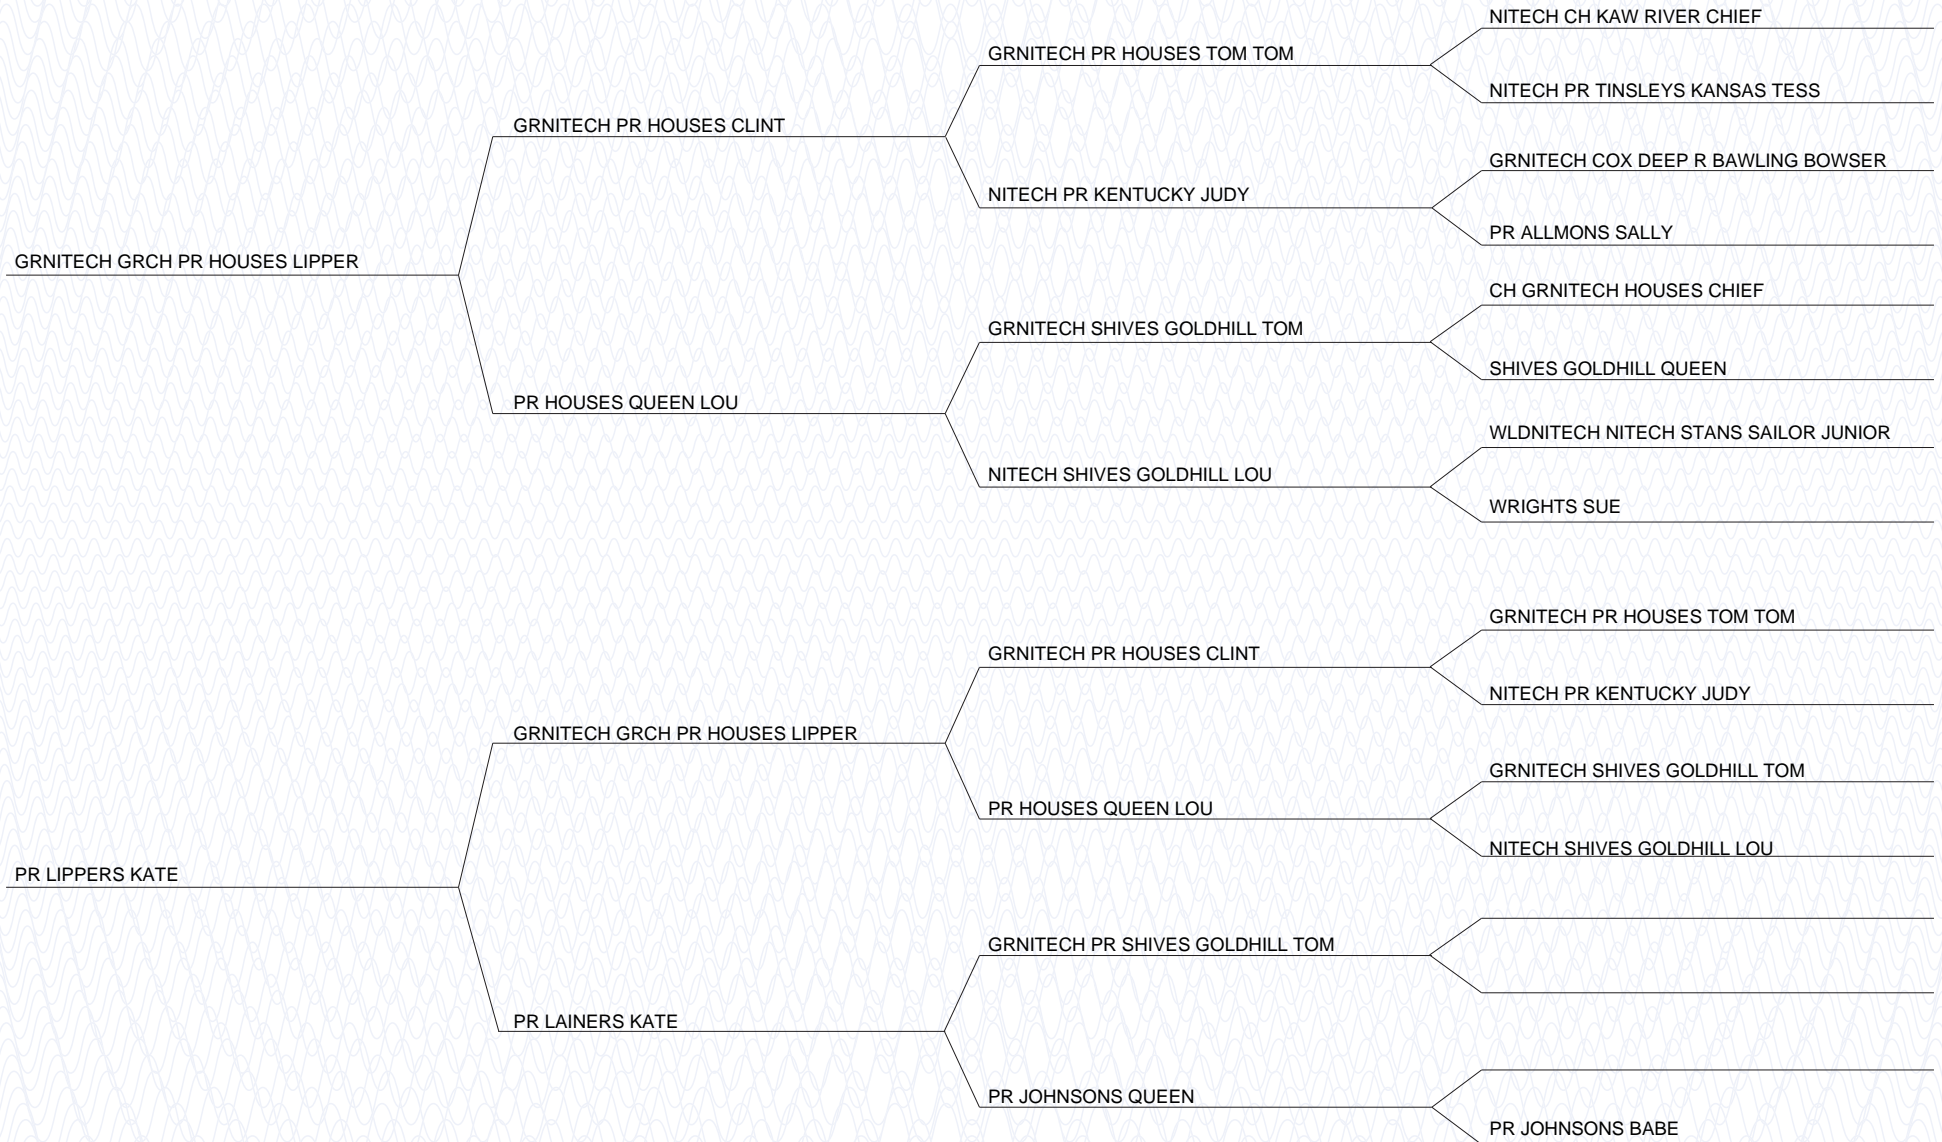 NITECH CH KAW RIVER CHIEF
GRNITECH PR HOUSES TOM TOM
NITECH PR TINSLEYS KANSAS TESS
GRNITECH PR HOUSES CLINT
GRNITECH COX DEEP R BAWLING BOWSER
NITECH PR KENTUCKY JUDY
PR ALLMONS SALLY
GRNITECH GRCH PR HOUSES LIPPER
CH GRNITECH HOUSES CHIEF
GRNITECH SHIVES GOLDHILL TOM
SHIVES GOLDHILL QUEEN
PR HOUSES QUEEN LOU
WLDNITECH NITECH STANS SAILOR JUNIOR
NITECH SHIVES GOLDHILL LOU
WRIGHTS SUE
GRNITECH PR HOUSES TOM TOM
GRNITECH PR HOUSES CLINT
NITECH PR KENTUCKY JUDY
GRNITECH GRCH PR HOUSES LIPPER
GRNITECH SHIVES GOLDHILL TOM
PR HOUSES QUEEN LOU
NITECH SHIVES GOLDHILL LOU
PR LIPPERS KATE
GRNITECH PR SHIVES GOLDHILL TOM
PR LAINERS KATE
PR JOHNSONS QUEEN
PR JOHNSONS BABE